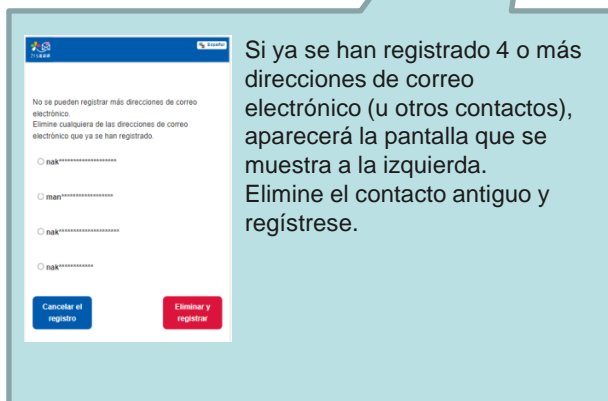 Español
No se pueden registrar más direcciones de correo
electrónico.
Elimine cualquiera de las direcciones de correo
electrónico que ya se han registrado.
nak********************
man******************
nak*********************
nak************
Cancelar el
registro
Eliminar y
registrar
Si ya se han registrado 4 o más
direcciones de correo
electrónico (u otros contactos),
aparecerá la pantalla que se
muestra a la izquierda.
Elimine el contacto antiguo y
regístrese.